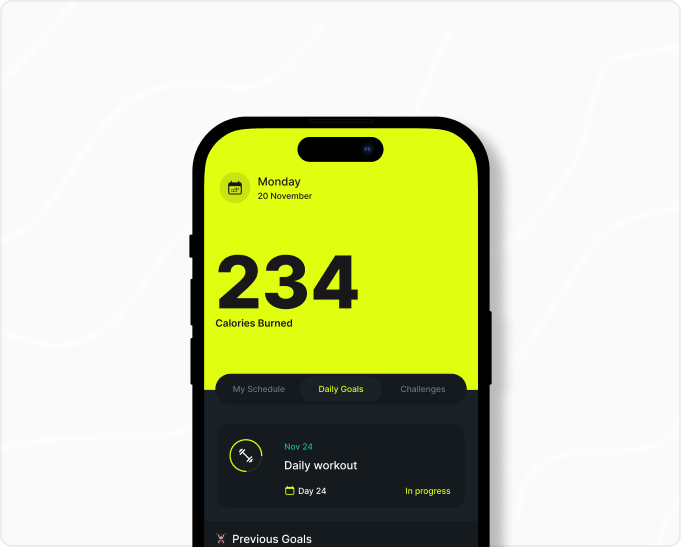 Monday
20 November
234
Calories Burned
My Schedule Daily Goals Challenges
Nov 24
Daily workout
Day 24 In progress
Previous Goals